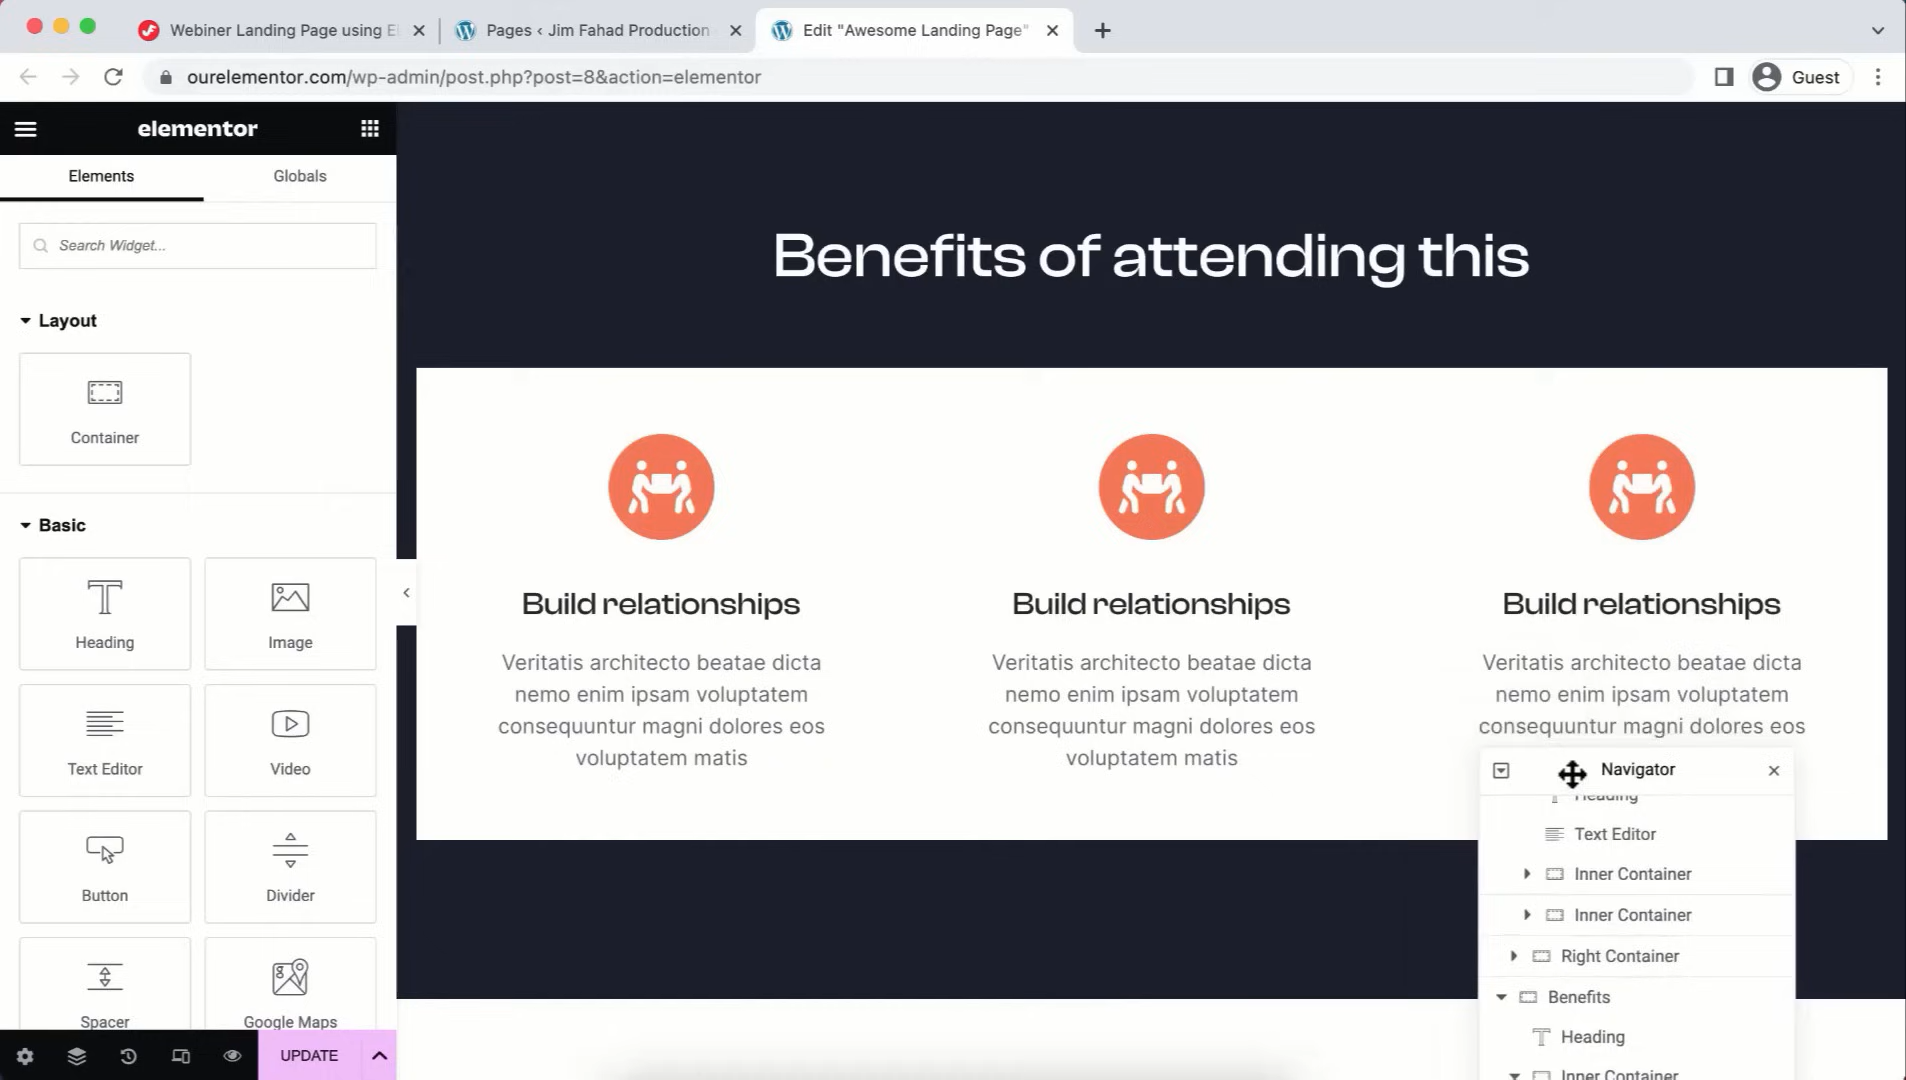 Webiner Landing Page using El
Pages ‹ Jim Fahad Production
Edit "Awesome Landing Page"
ourelementor.com/wp-admin/post.php?post=8&action=elementor
Guest
elementor
Elements
Globals
Search Widget...
Layout
Container
Basic
Heading
Image
Text Editor
Video
Button
Divider
Spacer
Google Maps
UPDATE
Benefits of attending this
Build relationships
Veritatis architecto beatae dicta
nemo enim ipsam voluptatem
consequuntur magni dolores eos
voluptatem matis
Build relationships
Veritatis architecto beatae dicta
nemo enim ipsam voluptatem
consequuntur magni dolores eos
voluptatem matis
Build relationships
Veritatis architecto beatae dicta
nemo enim ipsam voluptatem
consequuntur magni dolores eos
Navigator
Heading
Text Editor
Inner Container
Inner Container
Right Container
Benefits
Heading
Inner Container